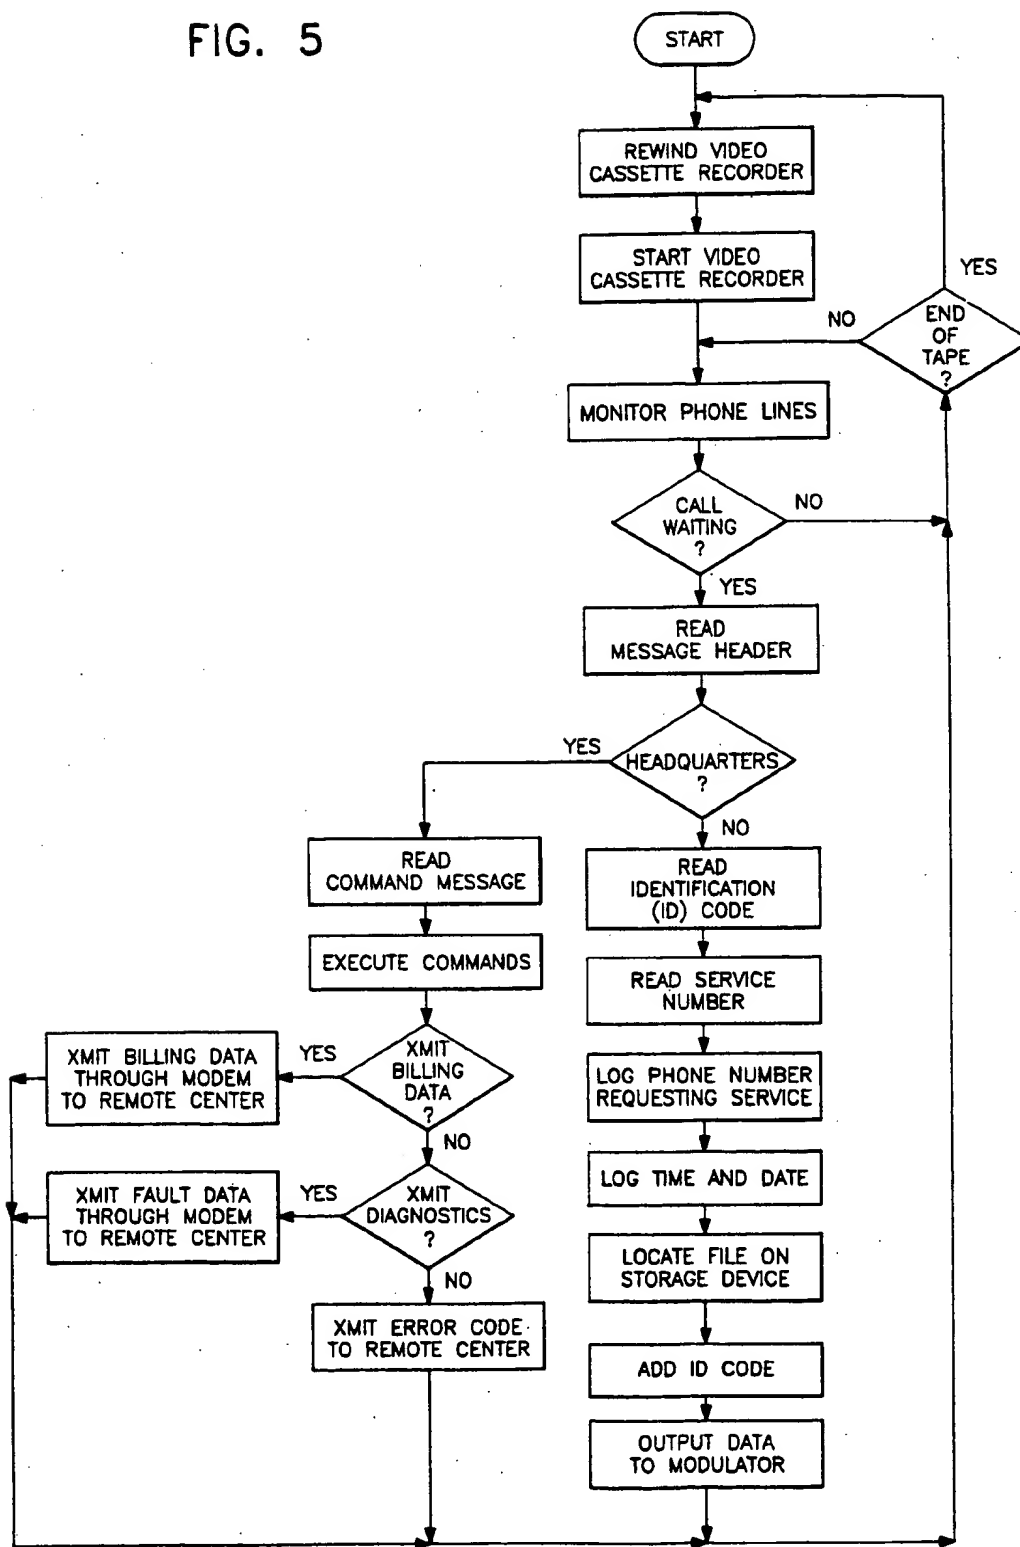 FIG. 5
START
REWIND VIDEO
CASSETTE RECORDER
START VIDEO
CASSETTE RECORDER
YES
NO
END
OF
TAPE
?
MONITOR PHONE LINES
CALL
WAITING
?
NO
YES
READ
MESSAGE HEADER
YES
HEADQUARTERS
?
NO
READ
COMMAND MESSAGE
READ
IDENTIFICATION
(ID) CODE
EXECUTE COMMANDS
READ SERVICE
NUMBER
XMIT BILLING DATA
THROUGH MODEM
TO REMOTE CENTER
YES
XMIT
BILLING
DATA
?
LOG PHONE NUMBER
REQUESTING SERVICE
NO
XMIT FAULT DATA
THROUGH MODEM
TO REMOTE CENTER
YES
XMIT
DIAGNOSTICS
?
LOG TIME AND DATE
NO
LOCATE FILE ON
STORAGE DEVICE
XMIT ERROR CODE
TO REMOTE CENTER
ADD ID CODE
OUTPUT DATA
TO MODULATOR